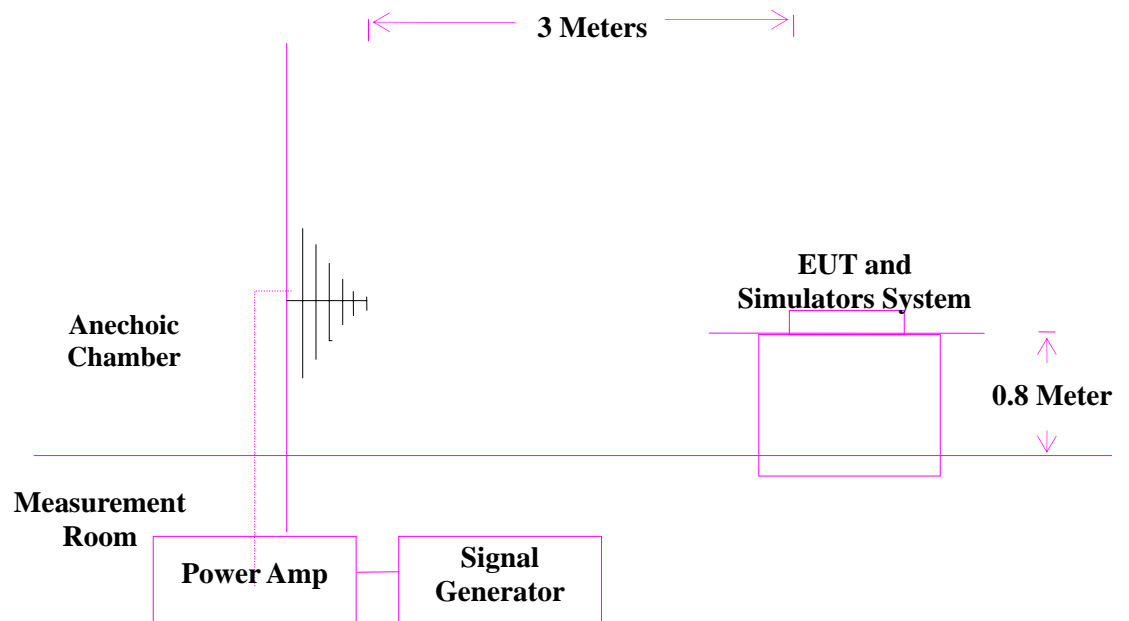 3 Meters
EUT and
Simulators System
Anechoic
Chamber
0.8 Meter
Measurement
Room
Power Amp
Signal
Generator